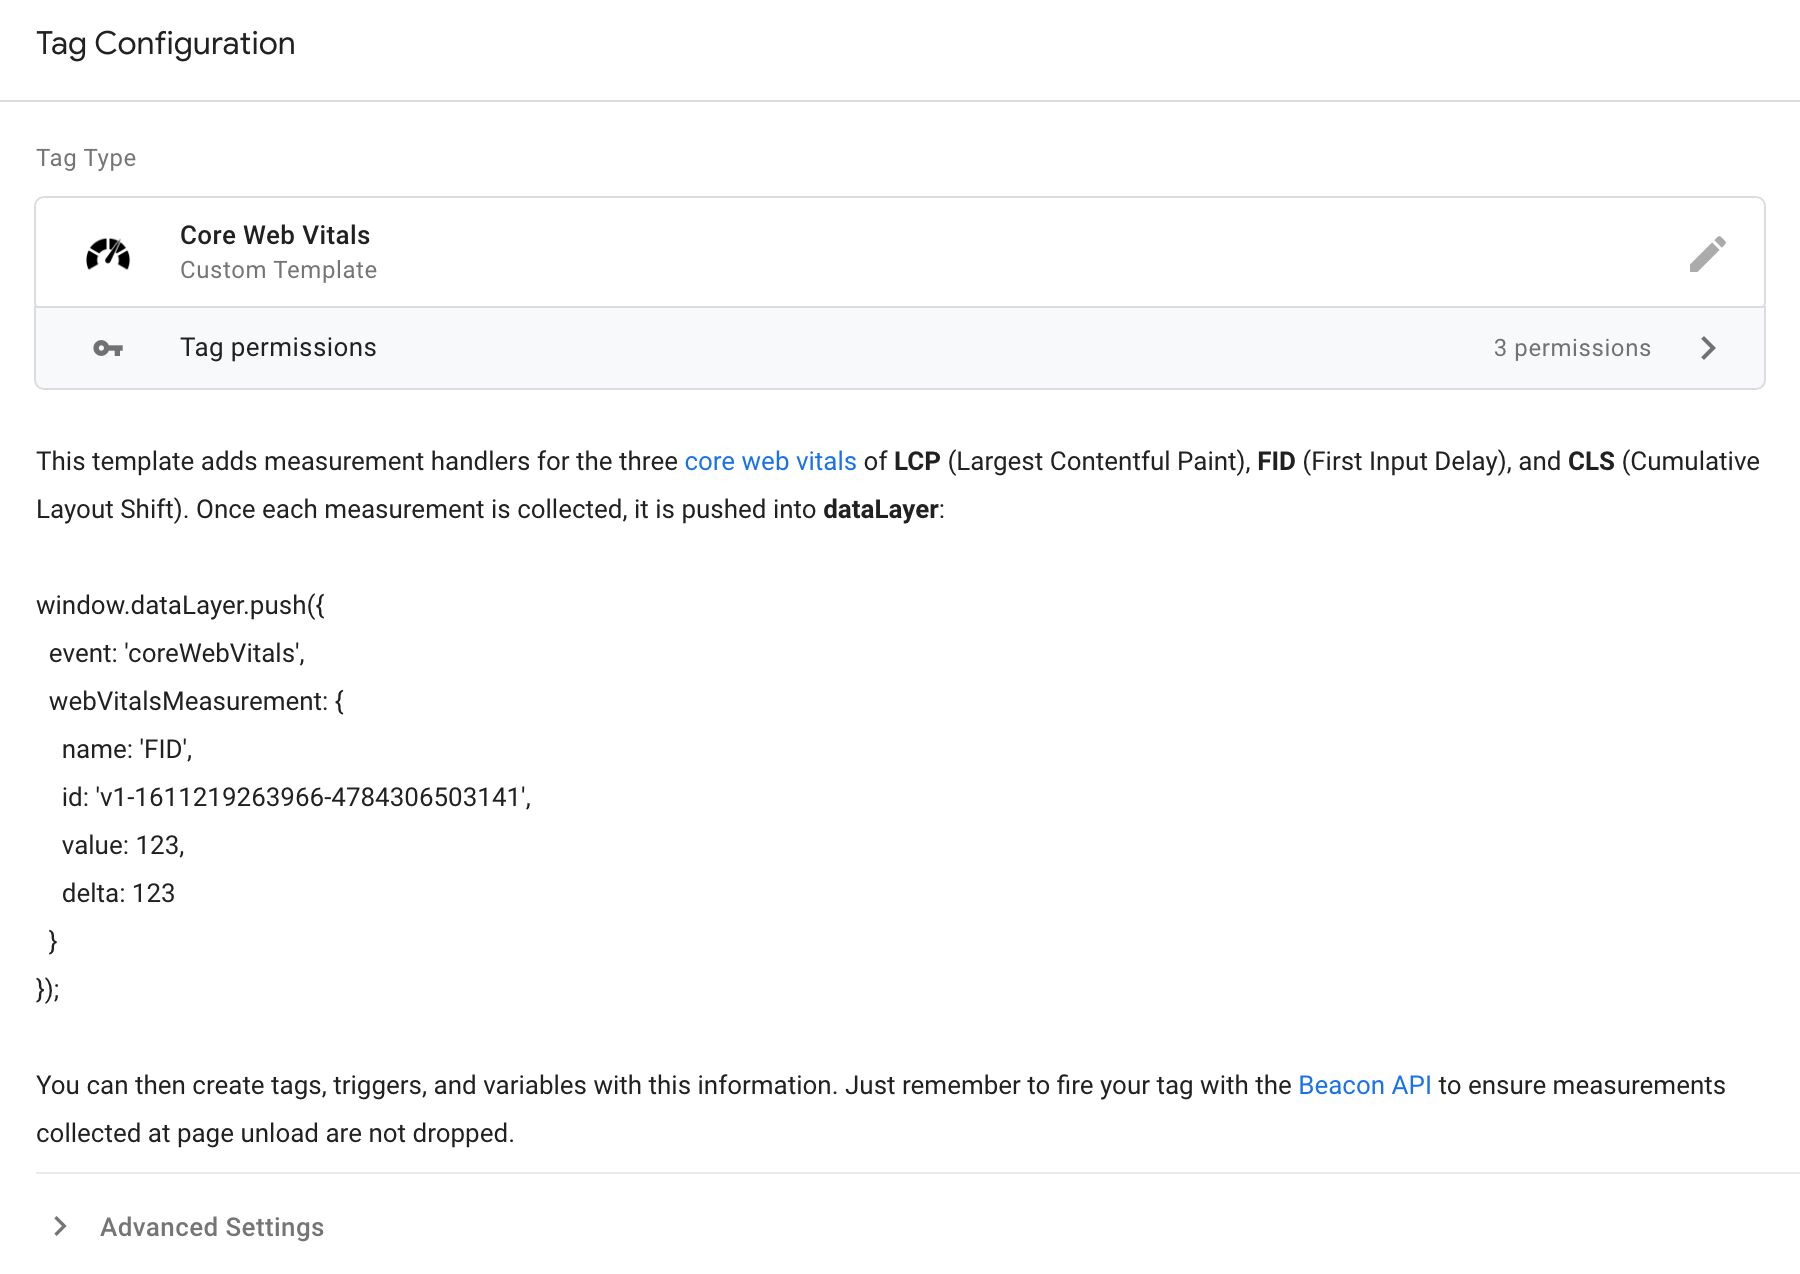 Tag Configuration
Tag Type
Core Web Vitals
Custom Template
Tag permissions
3 permissions
This template adds measurement handlers for the three core web vitals of LCP (Largest Contentful Paint), FID (First Input Delay), and CLS (Cumulative
Layout Shift). Once each measurement is collected, it is pushed into dataLayer:
window.dataLayer.push({
event: 'coreWebVitals',
webVitalsMeasurement: {
name: 'FID',
id: 'v1-1611219263966-4784306503141',
value: 123,
delta: 123
}
});
You can then create tags, triggers, and variables with this information. Just remember to fire your tag with the Beacon API to ensure measurements
collected at page unload are not dropped.
Advanced Settings